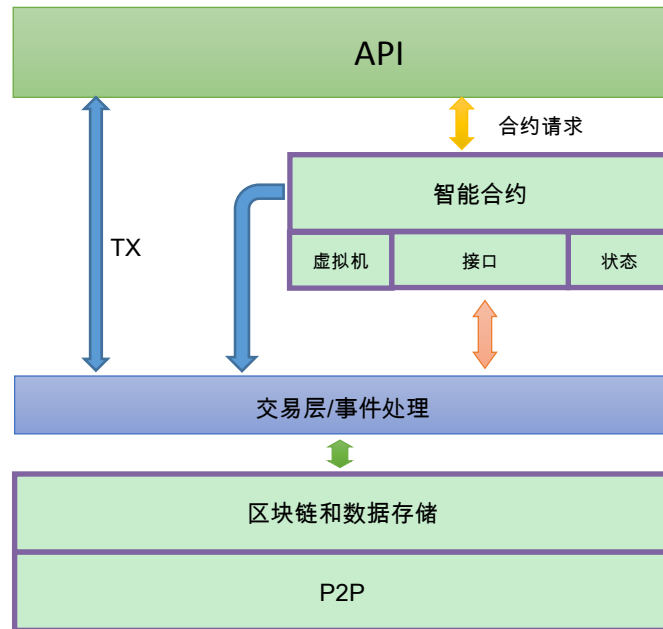 API
合约请求
智能合约
TX
虚拟机
接口
状态
交易层/事件处理
区块链和数据存储
P2P